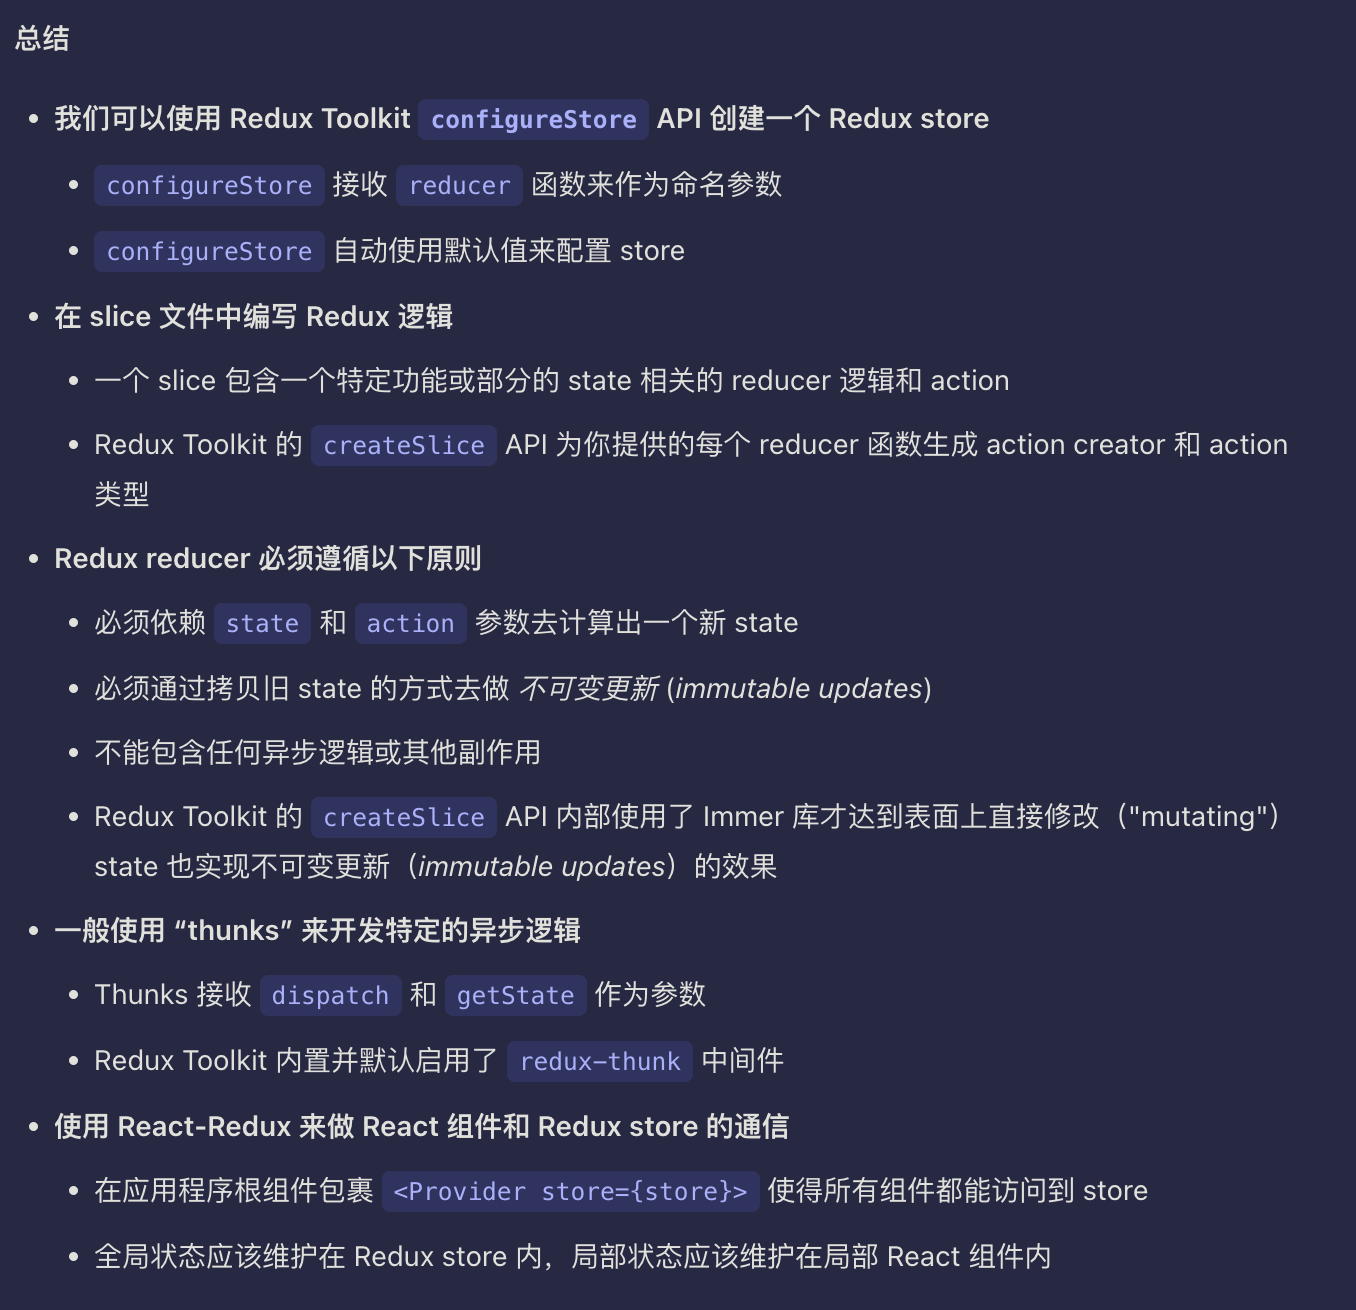 总结
我们可以使用 Redux Toolkit configureStore API 创建一个 Redux store
configureStore 接收 reducer 函数来作为命名参数
configureStore 自动使用默认值来配置 store
在 slice 文件中编写 Redux 逻辑
一个 slice 包含一个特定功能或部分的 state 相关的 reducer 逻辑和 action
Redux Toolkit 的 createSlice API 为你提供的每个 reducer 函数生成 action creator 和 action
类型
Redux reducer 必须遵循以下原则
必须依赖 state 和 action 参数去计算出一个新 state
必须通过拷贝旧 state 的方式去做 不可变更新 (immutable updates)
不能包含任何异步逻辑或其他副作用
Redux Toolkit 的 createSlice API 内部使用了 Immer 库才达到表面上直接修改（"mutating"）
state 也实现不可变更新（immutable updates）的效果
一般使用 “thunks” 来开发特定的异步逻辑
Thunks 接收 dispatch 和 getState 作为参数
Redux Toolkit 内置并默认启用了 redux-thunk 中间件
使用 React-Redux 来做 React 组件和 Redux store 的通信
在应用程序根组件包裹 <Provider store={store}> 使得所有组件都能访问到 store
全局状态应该维护在 Redux store 内，局部状态应该维护在局部 React 组件内